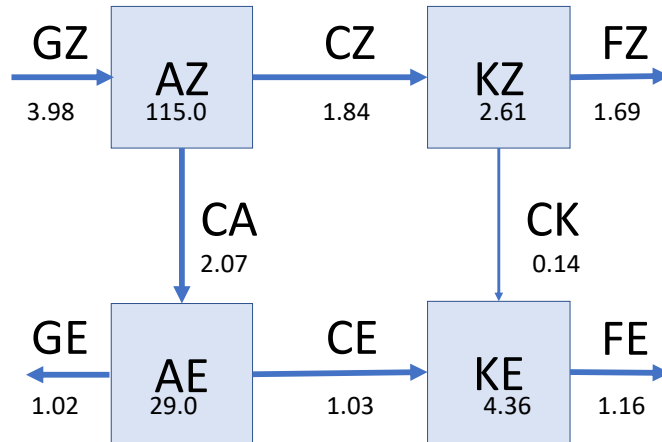 GZ
AZ
CZ
KZ
FZ
3.98
115.0
1.84
2.61
1.69
CA
2.07
CK
0.14
GE
AE
CE
KE
FE
1.02
29.0
1.03
4.36
1.16